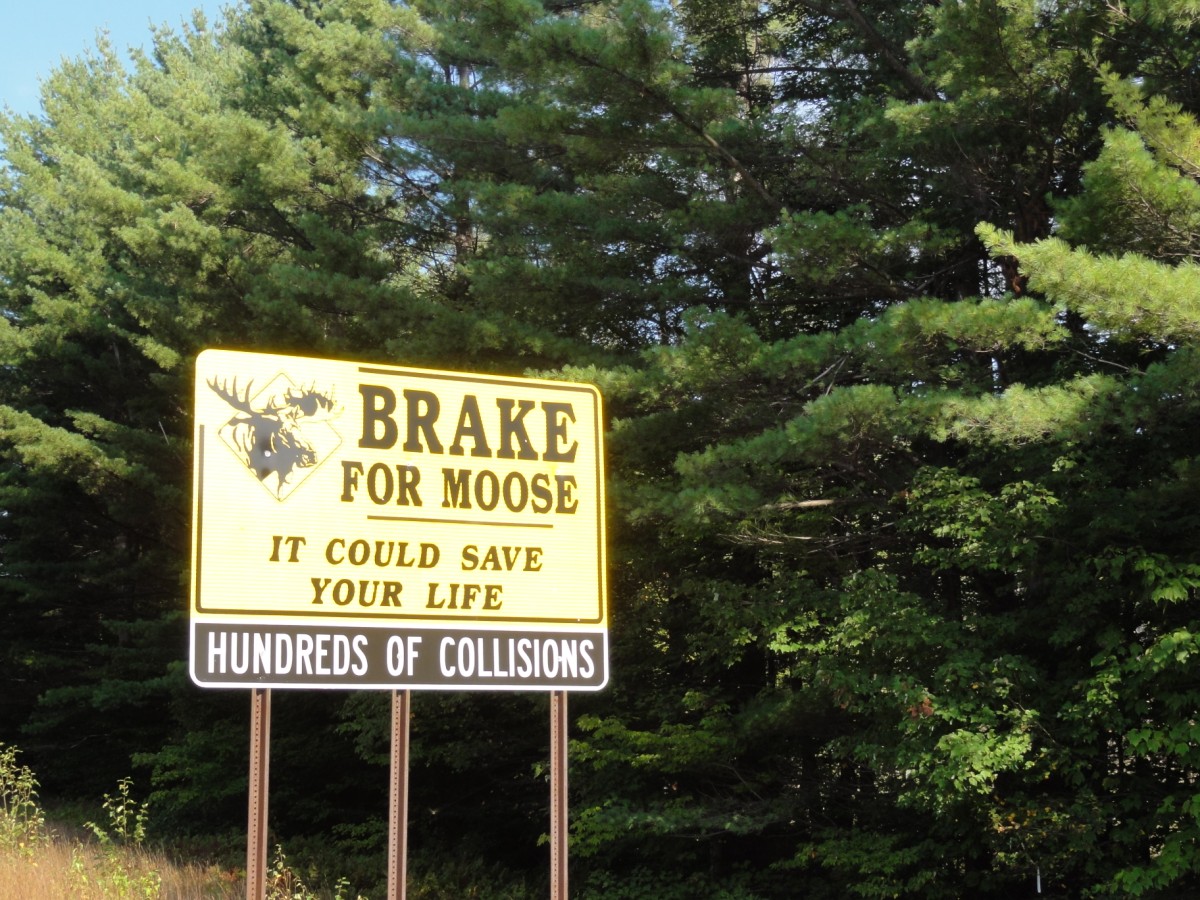 BRAKE
FOR MOOSE
IT COULD SAVE
YOUR LIFE
HUNDREDS OF COLLISIONS